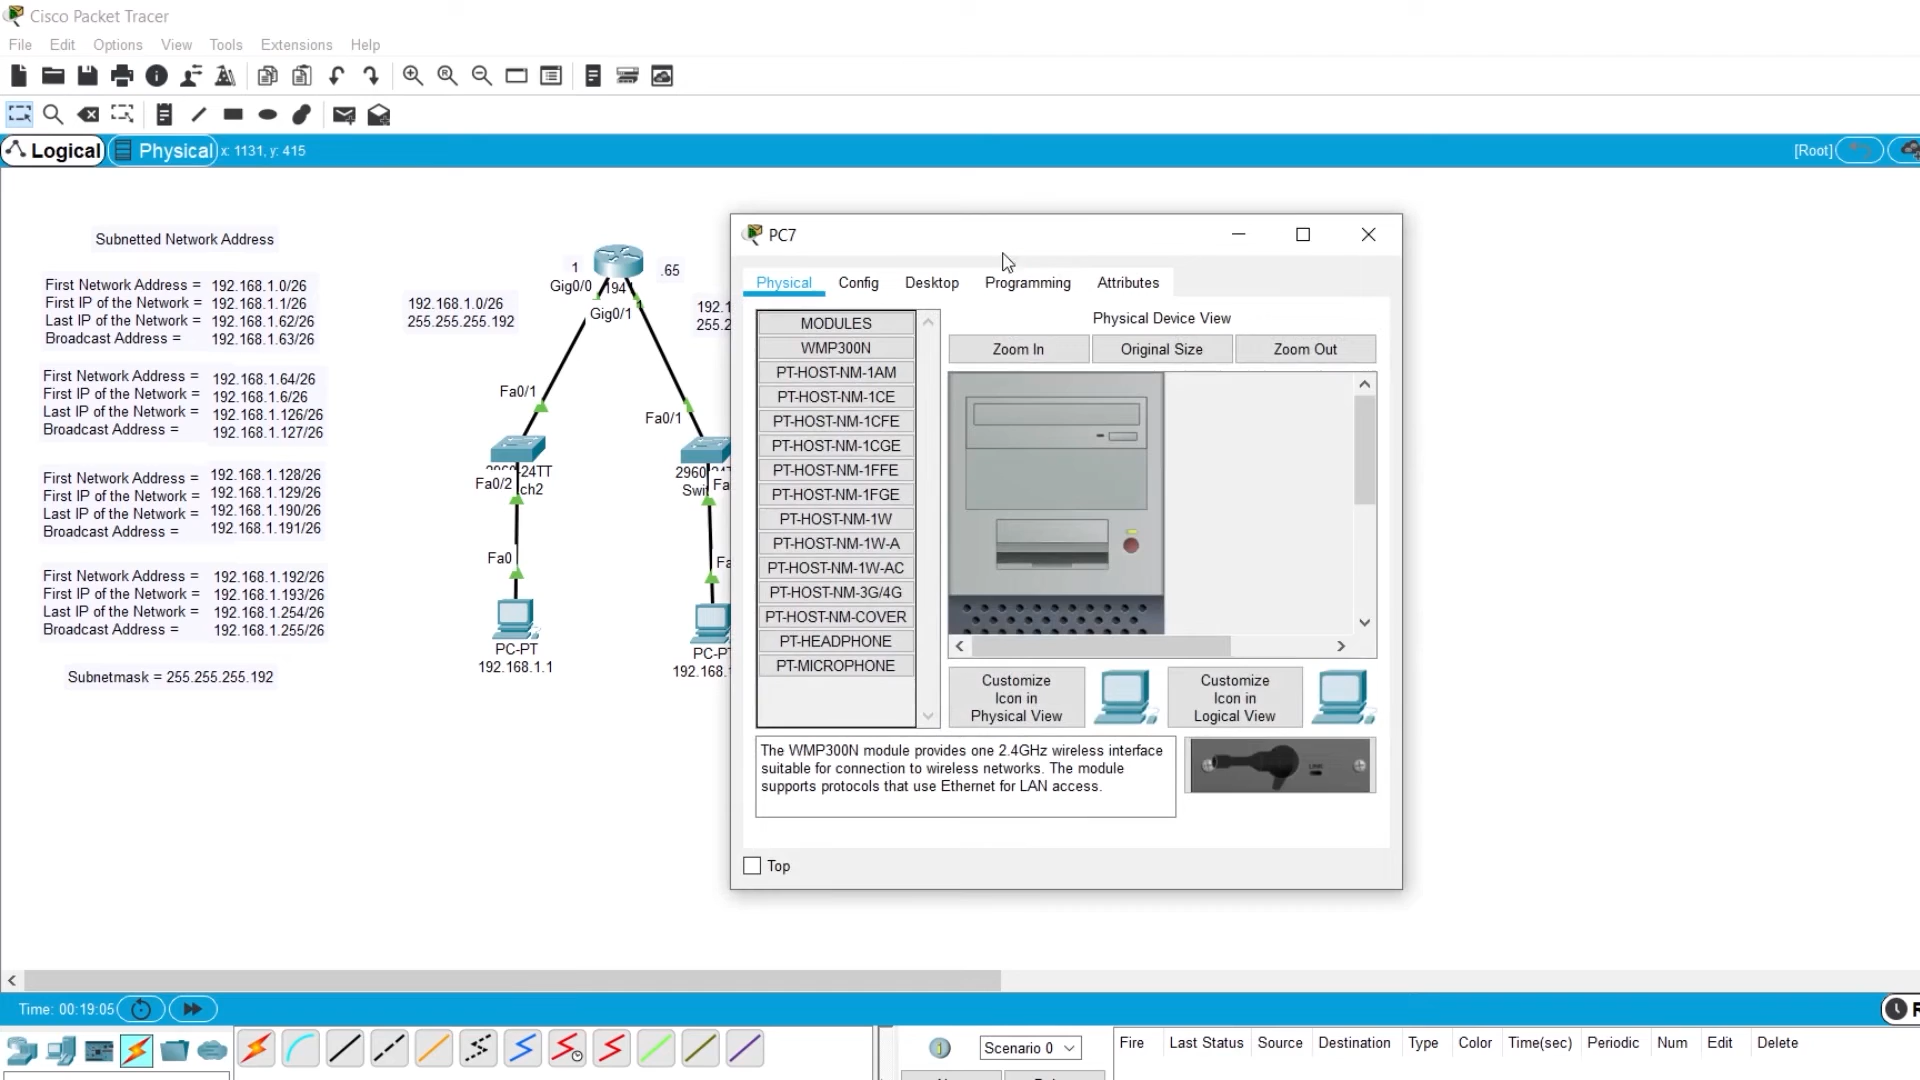 Cisco Packet Tracer
File Edit Options View Tools Extensions Help
Logical Physical x: 1131, y: 415
[Root]
Subnetted Network Address
First Network Address = 192.168.1.0/26
First IP of the Network = 192.168.1.1/26
Last IP of the Network = 192.168.1.62/26
Broadcast Address = 192.168.1.63/26
First Network Address = 192.168.1.64/26
First IP of the Network = 192.168.1.6/26
Last IP of the Network = 192.168.1.126/26
Broadcast Address = 192.168.1.127/26
First Network Address = 192.168.1.128/26
First IP of the Network = 192.168.1.129/26
Last IP of the Network = 192.168.1.190/26
Broadcast Address = 192.168.1.191/26
First Network Address = 192.168.1.192/26
First IP of the Network = 192.168.1.193/26
Last IP of the Network = 192.168.1.254/26
Broadcast Address = 192.168.1.255/26
Subnetmask = 255.255.255.192
1
.65
Gig0/0
194
Gig0/1
192.168.1.0/26
255.255.255.192
192.1
255.2
Fa0/1
Fa0/1
24TT
Fa0/2
ch2
2960
Fa
Swi
Fa0
Fa
PC-PT
192.168.1.1
PC-PT
192.168.
PC7
Physical Config Desktop Programming Attributes
MODULES
WMP300N
PT-HOST-NM-1AM
PT-HOST-NM-1CE
PT-HOST-NM-1CFE
PT-HOST-NM-1CGE
PT-HOST-NM-1FFE
PT-HOST-NM-1FGE
PT-HOST-NM-1W
PT-HOST-NM-1W-A
PT-HOST-NM-1W-AC
PT-HOST-NM-3G/4G
PT-HOST-NM-COVER
PT-HEADPHONE
PT-MICROPHONE
Physical Device View
Zoom In Original Size Zoom Out
Customize
Icon in
Physical View
Customize
Icon in
Logical View
The WMP300N module provides one 2.4GHz wireless interface
suitable for connection to wireless networks. The module
supports protocols that use Ethernet for LAN access.
Top
Time: 00:19:05
Scenario 0
Fire Last Status Source Destination Type Color Time(sec) Periodic Num Edit Delete